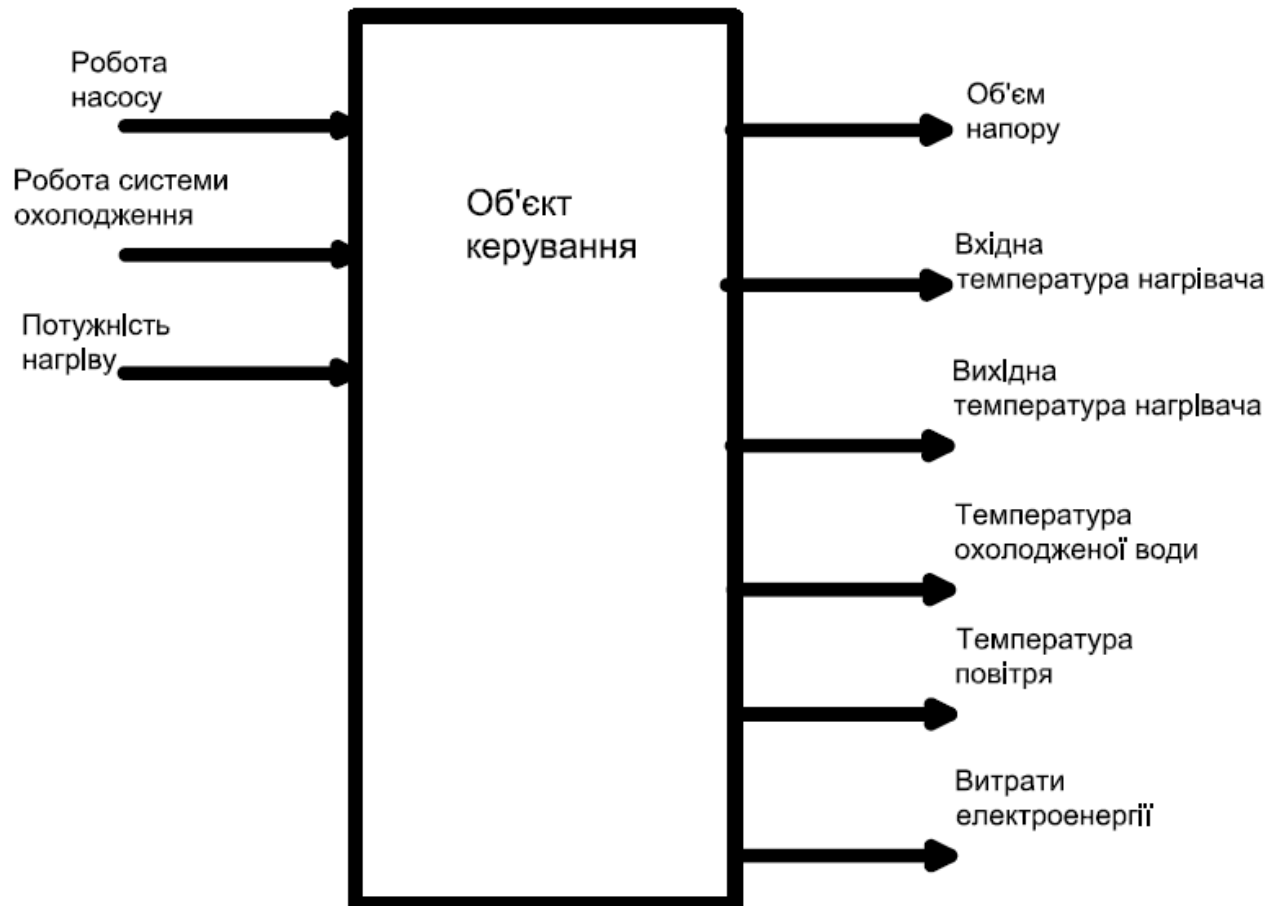 Робота
насосу
Робота системи
охолодження
Потужність
нагріву
Об'єкт
керування
Об'єм
напору
Вхідна
температура нагрівача
Вихідна
температура нагрівача
Температура
охолодженої води
Температура
повітря
Витрати
електроенергії